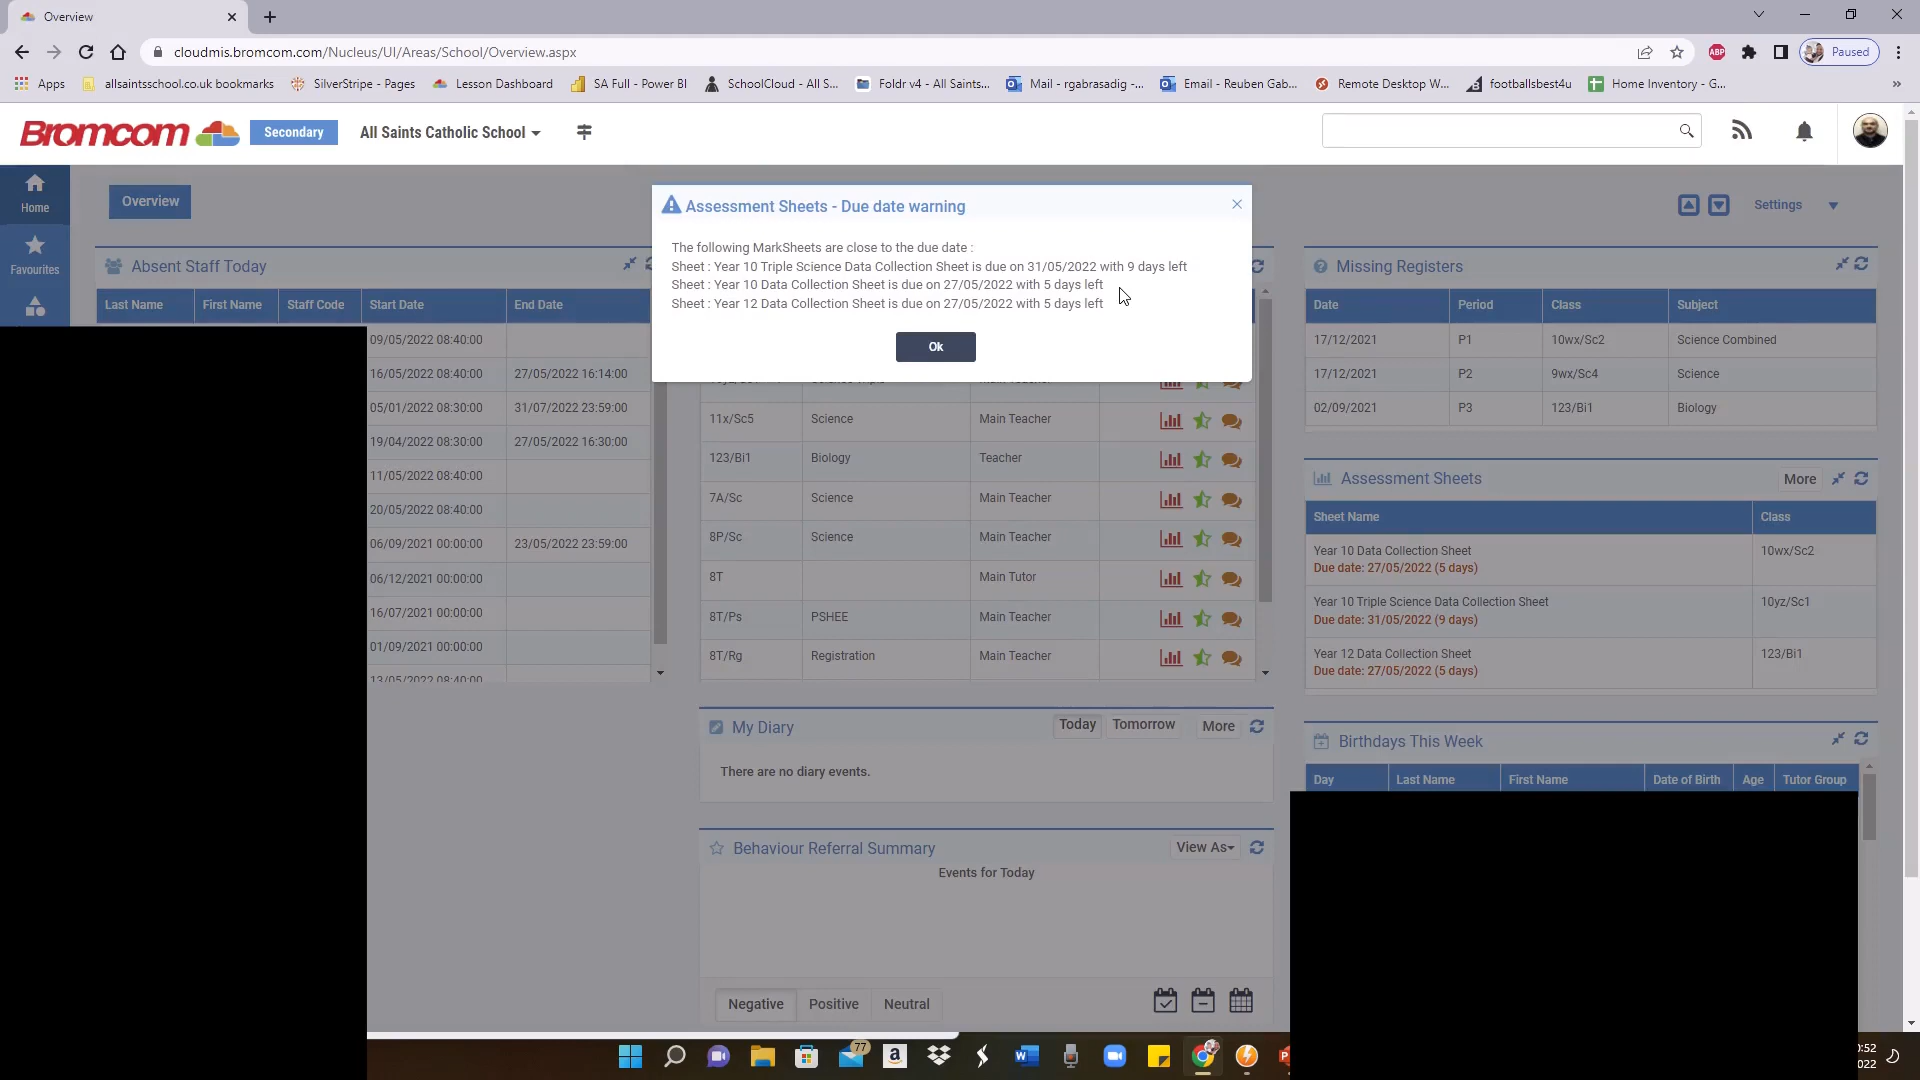 Overview
cloudmis.bromcom.com/Nucleus/UI/Areas/School/Overview.aspx
ABP
Paused
Apps
allsaintsschool.co.uk bookmarks
SilverStripe - Pages
Lesson Dashboard
SA Full - Power BI
SchoolCloud - All S...
Foldr v4 - All Saints...
Mail - rgabrasadig -...
Email - Reuben Gab...
Remote Desktop W...
footballsbest4u
Home Inventory - G...
Bromcom
Secondary
All Saints Catholic School
Home
Favourites
Overview
Settings
Assessment Sheets - Due date warning
The following MarkSheets are close to the due date :
Sheet : Year 10 Triple Science Data Collection Sheet is due on 31/05/2022 with 9 days left
Sheet : Year 10 Data Collection Sheet is due on 27/05/2022 with 5 days left
Sheet : Year 12 Data Collection Sheet is due on 27/05/2022 with 5 days left
Ok
Absent Staff Today
Last Name First Name Staff Code Start Date End Date
09/05/2022 08:40:00
16/05/2022 08:40:00 27/05/2022 16:14:00
05/01/2022 08:30:00 31/07/2022 23:59:00
19/04/2022 08:30:00 27/05/2022 16:30:00
11/05/2022 08:40:00
20/05/2022 08:40:00
06/09/2021 00:00:00 23/05/2022 23:59:00
06/12/2021 00:00:00
16/07/2021 00:00:00
01/09/2021 00:00:00
13/05/2022 08:40:00
11x/Sc5 Science Main Teacher
123/Bi1 Biology Teacher
7A/Sc Science Main Teacher
8P/Sc Science Main Teacher
8T Main Tutor
8T/Ps PSHEE Main Teacher
8T/Rg Registration Main Teacher
My Diary
Today Tomorrow More
There are no diary events.
Behaviour Referral Summary
View As
Events for Today
Negative Positive Neutral
Missing Registers
Date Period Class Subject
17/12/2021 P1 10wx/Sc2 Science Combined
17/12/2021 P2 9wx/Sc4 Science
02/09/2021 P3 123/Bi1 Biology
Assessment Sheets
More
Sheet Name Class
Year 10 Data Collection Sheet 10wx/Sc2
Due date: 27/05/2022 (5 days)
Year 10 Triple Science Data Collection Sheet 10yz/Sc1
Due date: 31/05/2022 (9 days)
Year 12 Data Collection Sheet 123/Bi1
Due date: 27/05/2022 (5 days)
Birthdays This Week
Day Last Name First Name Date of Birth Age Tutor Group
77
:52
022